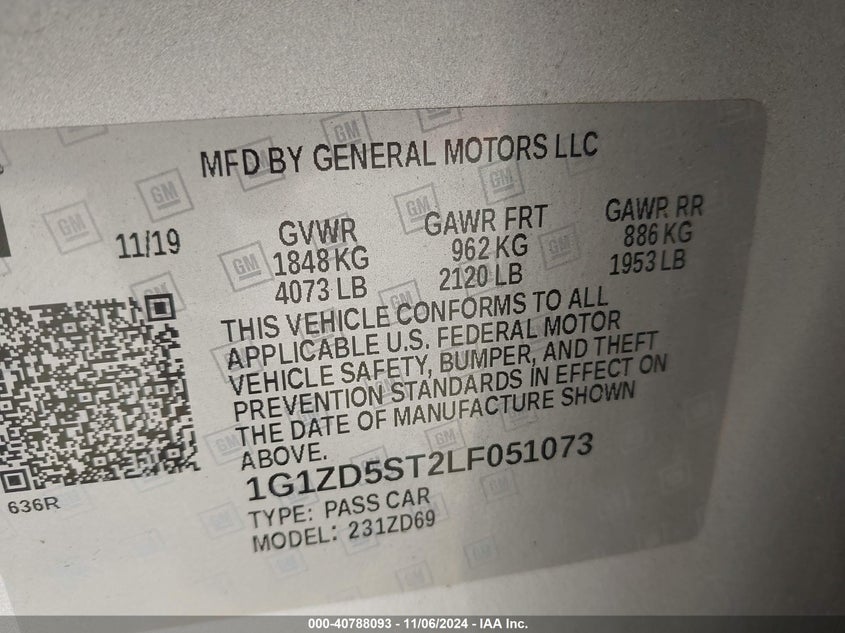 MFD BY GENERAL MOTORS LLC
11/19
GVWR
1848 KG
4073 LB
GAWR FRT
962 KG
2120 LB
GAWR RR
886 KG
1953 LB
THIS VEHICLE CONFORMS TO ALL
APPLICABLE U.S. FEDERAL MOTOR
VEHICLE SAFETY, BUMPER, AND THEFT
PREVENTION STANDARDS IN EFFECT ON
THE DATE OF MANUFACTURE SHOWN
ABOVE.
1G1ZD5ST2LF051073
TYPE: PASS CAR
MODEL: 231ZD69
636R
GM
000-40788093 - 11/06/2024 - IAA Inc.